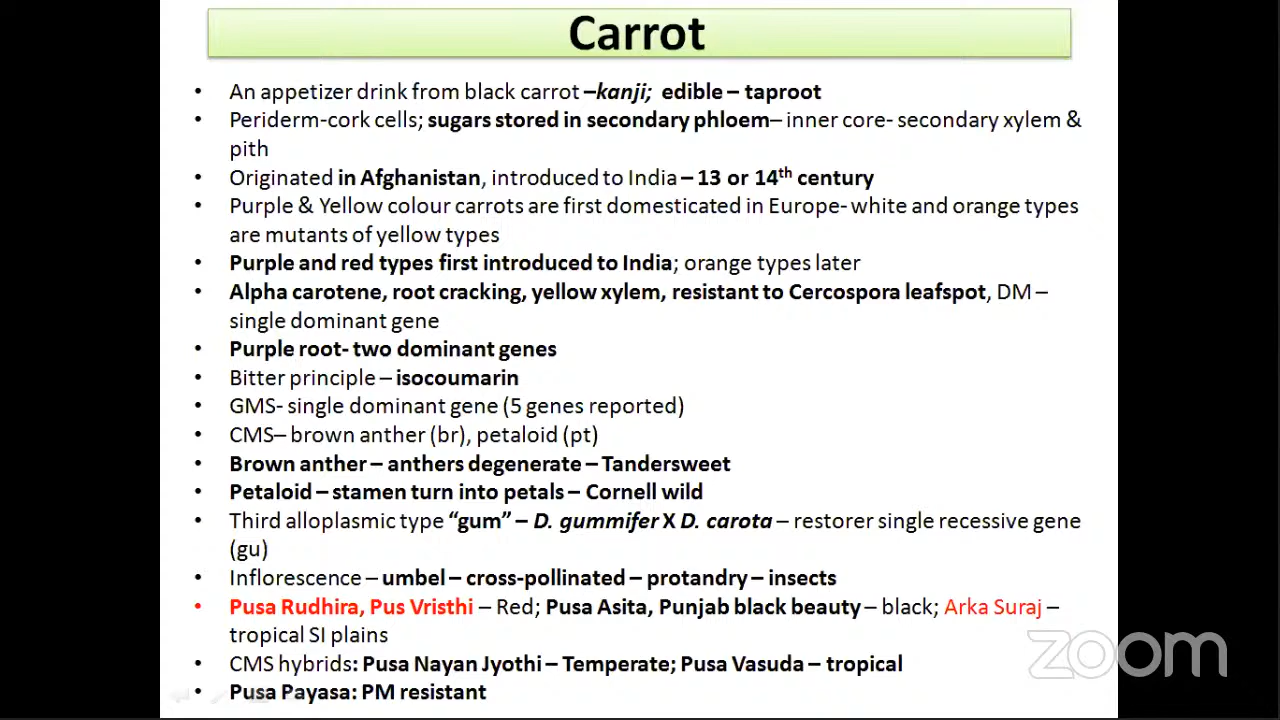 Carrot
• An appetizer drink from black carrot –kanji; edible – taproot
• Periderm-cork cells; sugars stored in secondary phloem– inner core- secondary xylem &
pith
• Originated in Afghanistan, introduced to India – 13 or 14th century
• Purple & Yellow colour carrots are first domesticated in Europe- white and orange types
are mutants of yellow types
• Purple and red types first introduced to India; orange types later
• Alpha carotene, root cracking, yellow xylem, resistant to Cercospora leafspot, DM –
single dominant gene
• Purple root- two dominant genes
• Bitter principle – isocoumarin
• GMS- single dominant gene (5 genes reported)
• CMS– brown anther (br), petaloid (pt)
• Brown anther – anthers degenerate – Tandersweet
• Petaloid – stamen turn into petals – Cornell wild
• Third alloplasmic type “gum” – D. gummifer X D. carota – restorer single recessive gene
(gu)
• Inflorescence – umbel – cross-pollinated – protandry – insects
• Pusa Rudhira, Pus Vristhi – Red; Pusa Asita, Punjab black beauty – black; Arka Suraj –
tropical SI plains
• CMS hybrids: Pusa Nayan Jyothi – Temperate; Pusa Vasuda – tropical
• Pusa Payasa: PM resistant
zoom